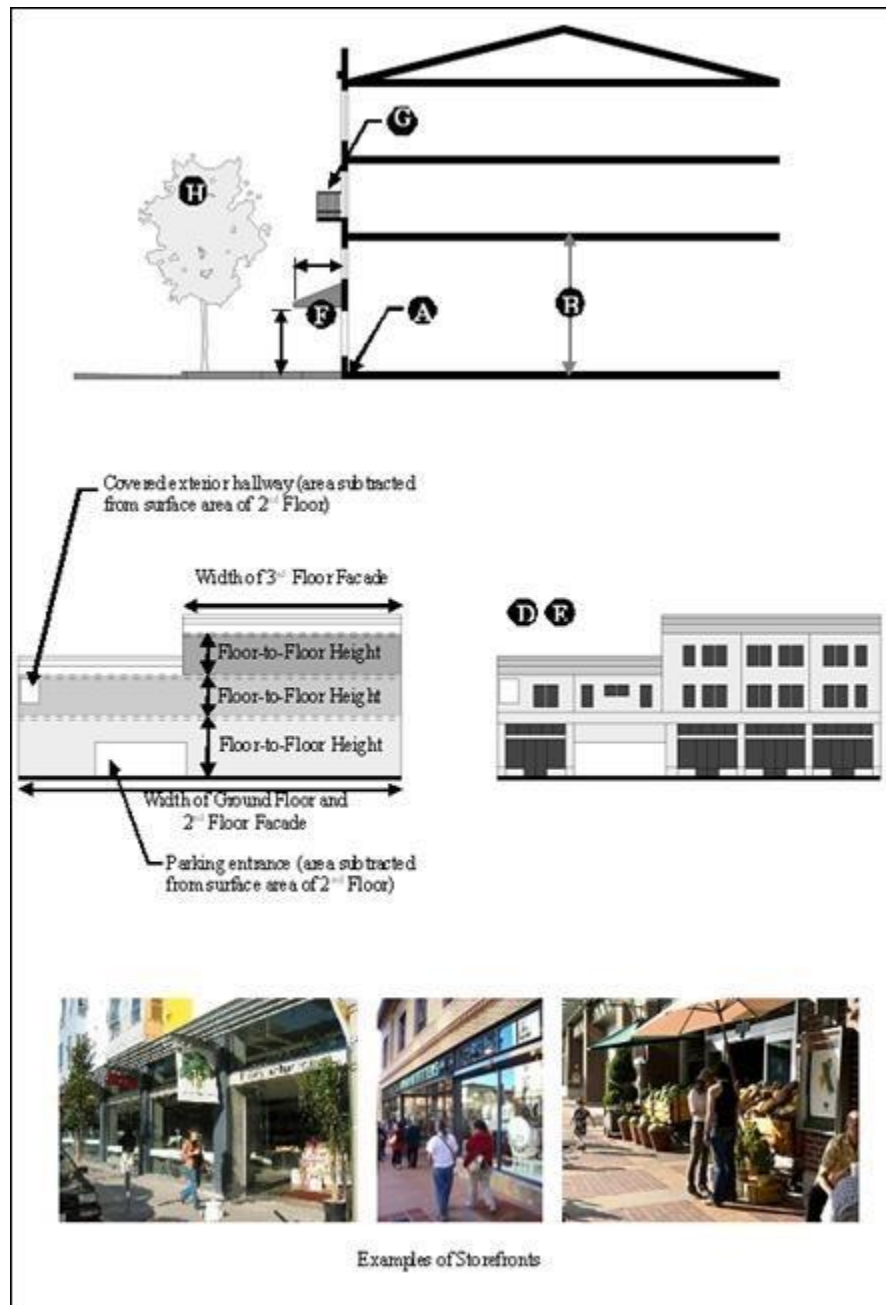 G
H
F
A
B
Covered exterior hallway (area subtracted
from surface area of 2nd Floor)
Width of 3rd Floor Facade
D E
Floor-to-Floor Height
Floor-to-Floor Height
Floor-to-Floor Height
Width of Ground Floor and
2nd Floor Facade
Parking entrance (area subtracted
from surface area of 2nd Floor)
Examples of Storefronts